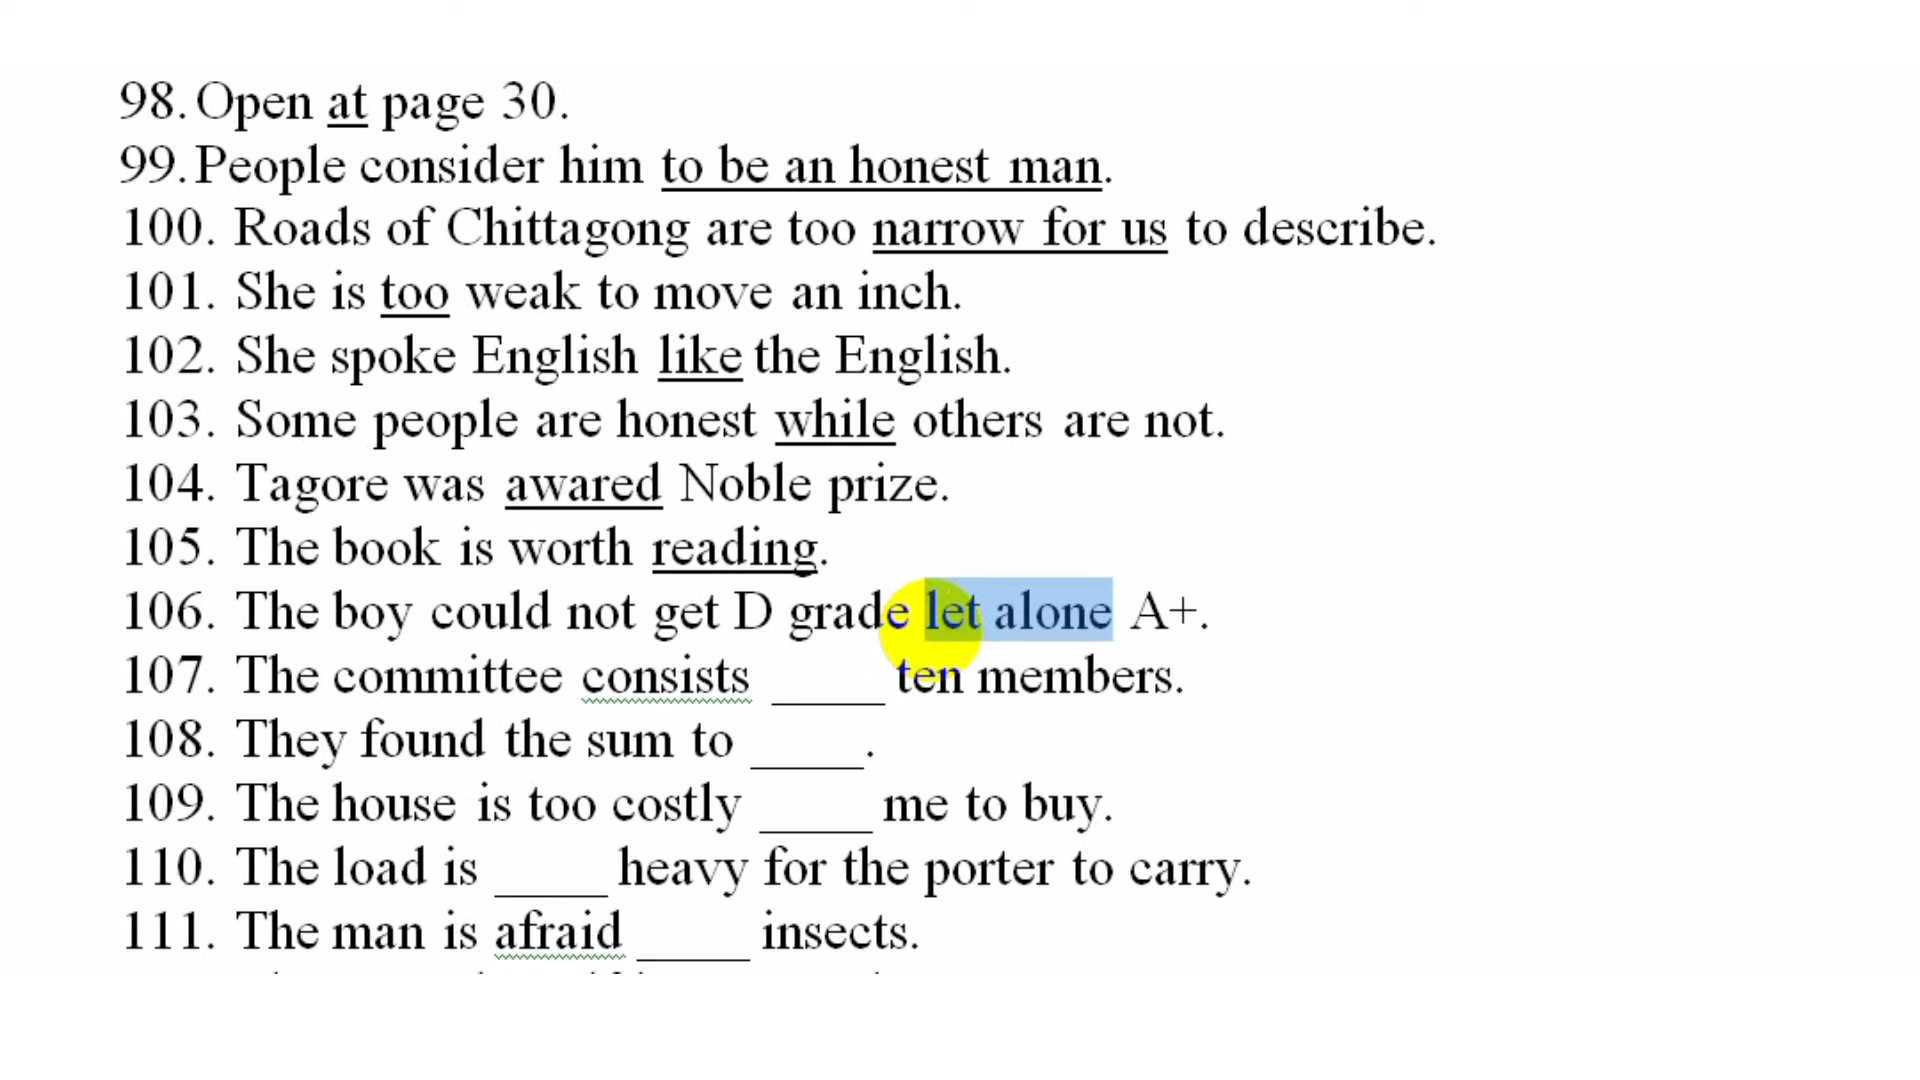 98. Open at page 30.
99. People consider him to be an honest man.
100. Roads of Chittagong are too narrow for us to describe.
101. She is too weak to move an inch.
102. She spoke English like the English.
103. Some people are honest while others are not.
104. Tagore was awared Noble prize.
105. The book is worth reading.
106. The boy could not get D grade let alone A+.
107. The committee consists _____ ten members.
108. They found the sum to _____.
109. The house is too costly _____ me to buy.
110. The load is _____ heavy for the porter to carry.
111. The man is afraid _____ insects.